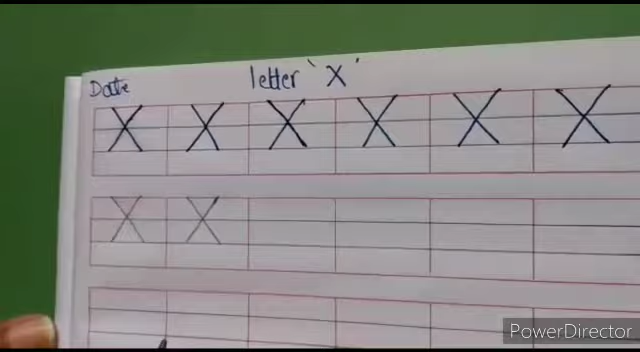 Date
letter 'X'
X X X X X X
X X
PowerDirector